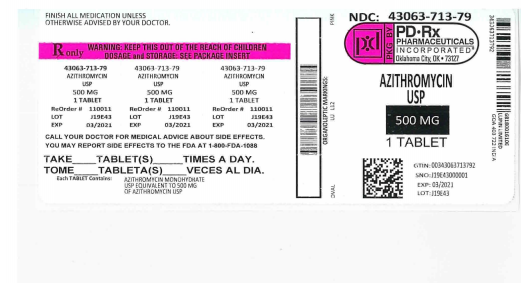 FINISH ALL MEDICATION UNLESS
OTHERWISE ADVISED BY YOUR DOCTOR.
Rx only WARNING: KEEP THIS OUT OF THE REACH OF CHILDREN
DOSAGE and STORAGE: SEE PACKAGE INSERT
43063-713-79 43063-713-79 43063-713-79
AZITHROMYCIN AZITHROMYCIN AZITHROMYCIN
USP USP USP
500 MG 500 MG 500 MG
1 TABLET 1 TABLET 1 TABLET
ReOrder # 110011 ReOrder # 110011 ReOrder # 110011
LOT J19E43 LOT J19E43 LOT J19E43
EXP 03/2021 EXP 03/2021 EXP 03/2021
CALL YOUR DOCTOR FOR MEDICAL ADVICE ABOUT SIDE EFFECTS.
YOU MAY REPORT SIDE EFFECTS TO THE FDA AT 1-800-FDA-1088
TAKE____TABLET(S)____TIMES A DAY.
TOME____TABLETA(S)____VECES AL DIA.
Each TABLET Contains: AZITHROMYCIN MONOHYDRATE
USP EQUIVALENT TO 500 MG
OF AZITHROMYCIN USP
PINK
ORGANOLEPTIC MARKINGS:
LU L12
OVAL
NDC: 43063-713-79
PKG BY
PD-Rx
PHARMACEUTICALS
INCORPORATED
Oklahoma City, OK • 73127
AZITHROMYCIN
USP
500 MG
1 TABLET
GTIN: 00343063713792
SNO: J19E43000001
EXP: 03/2021
LOT: J19E43
LUPIN LIMITED